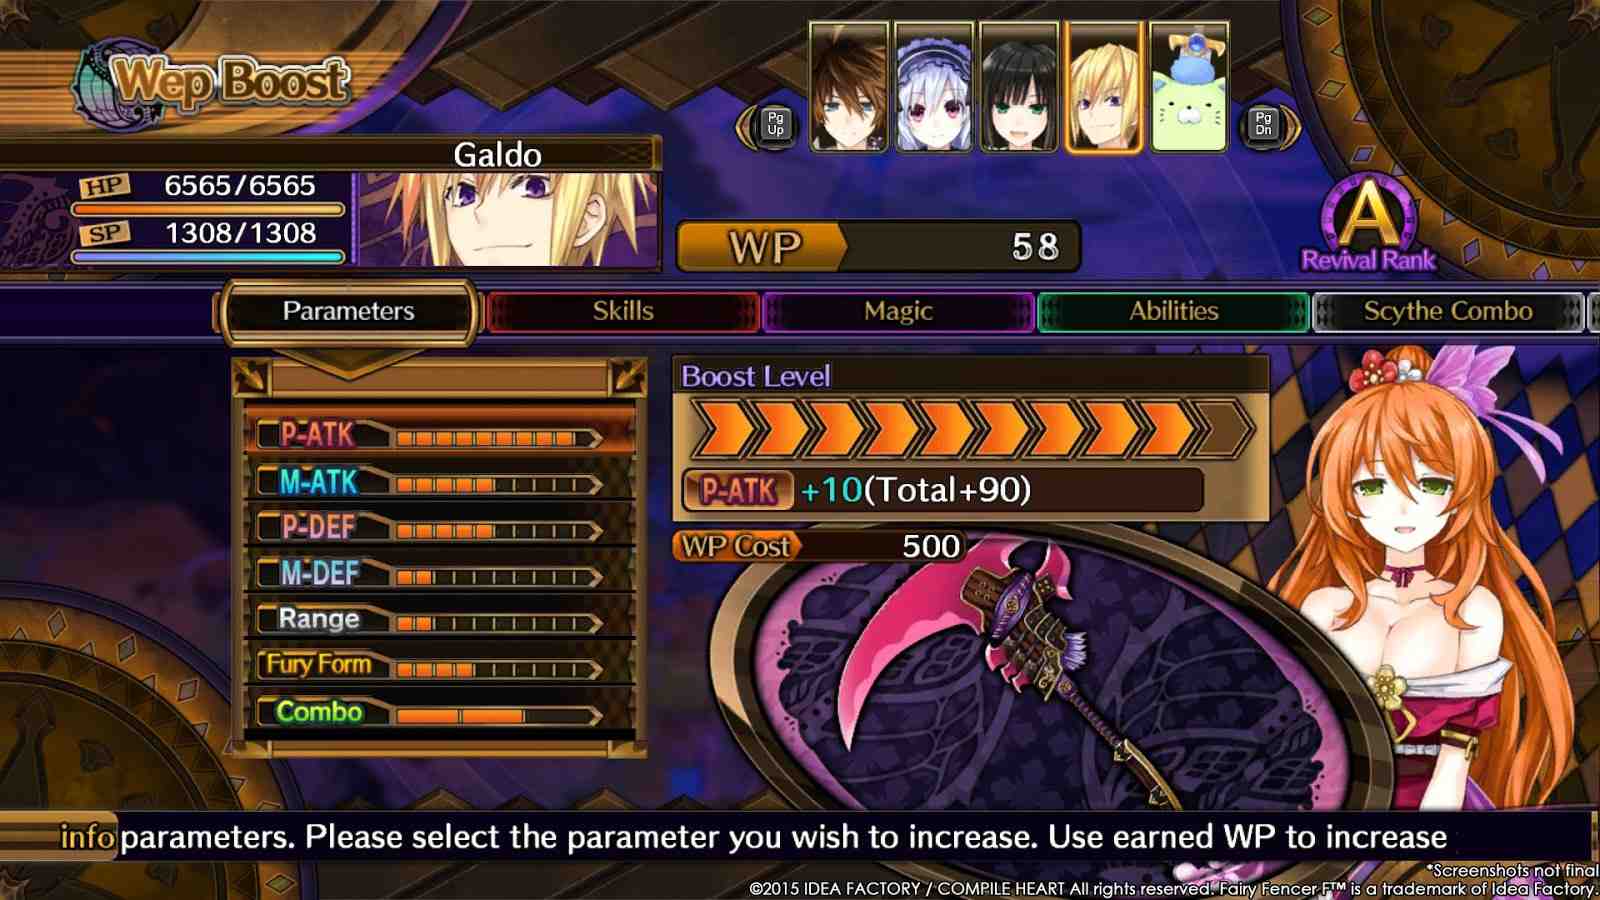 Wep Boost
Pg Up
Pg Dn
Galdo
HP 6565/6565
SP 1308/1308
WP 58
A
Revival Rank
Parameters Skills Magic Abilities Scythe Combo
P-ATK
M-ATK
P-DEF
M-DEF
Range
Fury Form
Combo
Boost Level
P-ATK +10(Total+90)
WP Cost 500
info parameters. Please select the parameter you wish to increase. Use earned WP to increase
*Screenshots not final
©2015 IDEA FACTORY / COMPILE HEART All rights reserved. Fairy Fencer F™ is a trademark of Idea Factory.